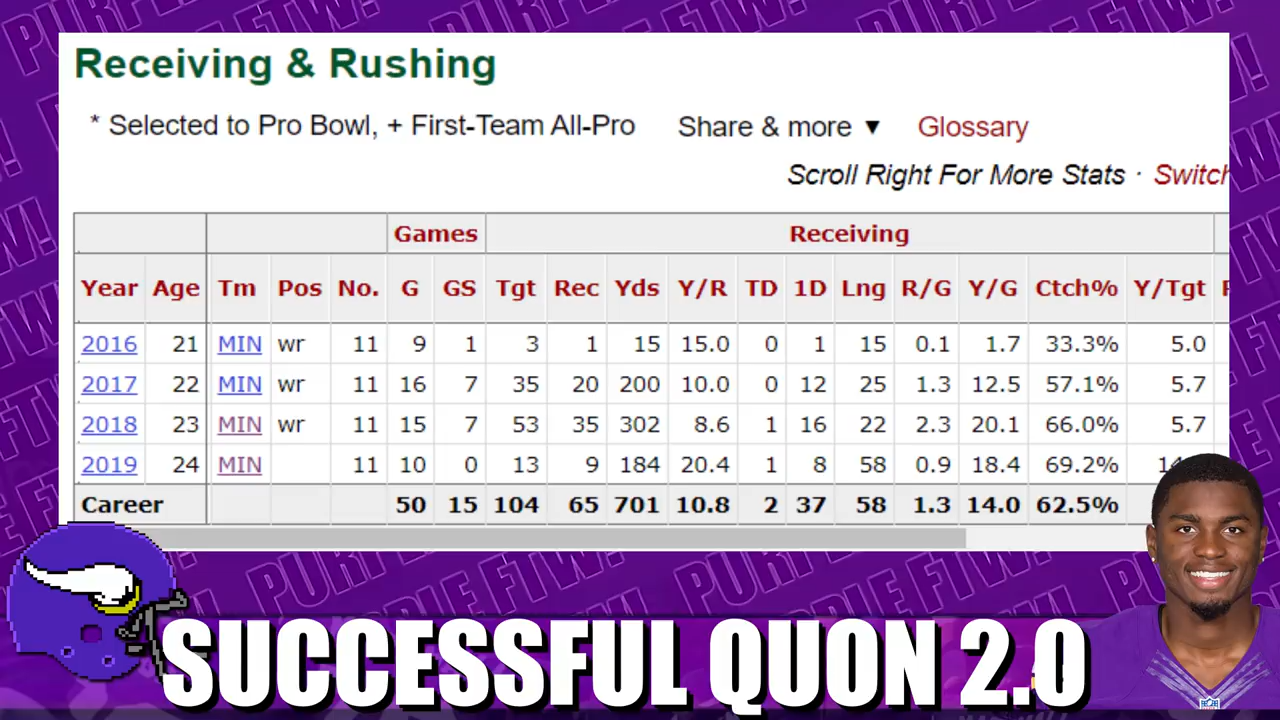 Receiving & Rushing
* Selected to Pro Bowl, + First-Team All-Pro Share & more ▼ Glossary
Scroll Right For More Stats · Switch
Games Receiving
Year Age Tm Pos No. G GS Tgt Rec Yds Y/R TD 1D Lng R/G Y/G Ctch% Y/Tgt
2016 21 MIN wr 11 9 1 3 1 15 15.0 0 1 15 0.1 1.7 33.3% 5.0
2017 22 MIN wr 11 16 7 35 20 200 10.0 0 12 25 1.3 12.5 57.1% 5.7
2018 23 MIN wr 11 15 7 53 35 302 8.6 1 16 22 2.3 20.1 66.0% 5.7
2019 24 MIN 11 10 0 13 9 184 20.4 1 8 58 0.9 18.4 69.2%
Career 50 15 104 65 701 10.8 2 37 58 1.3 14.0 62.5%
PURPLE FTW!
SUCCESSFUL QUON 2.0